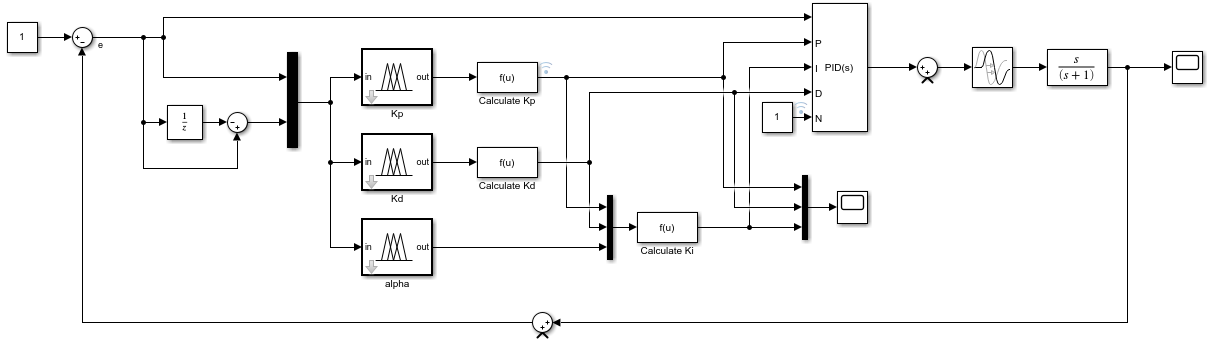 1
e
1
z
in
out
Kp
f(u)
Calculate Kp
in
out
Kd
f(u)
Calculate Kd
in
out
alpha
f(u)
Calculate Ki
P
I
PID(s)
D
1
N
s
(s + 1)